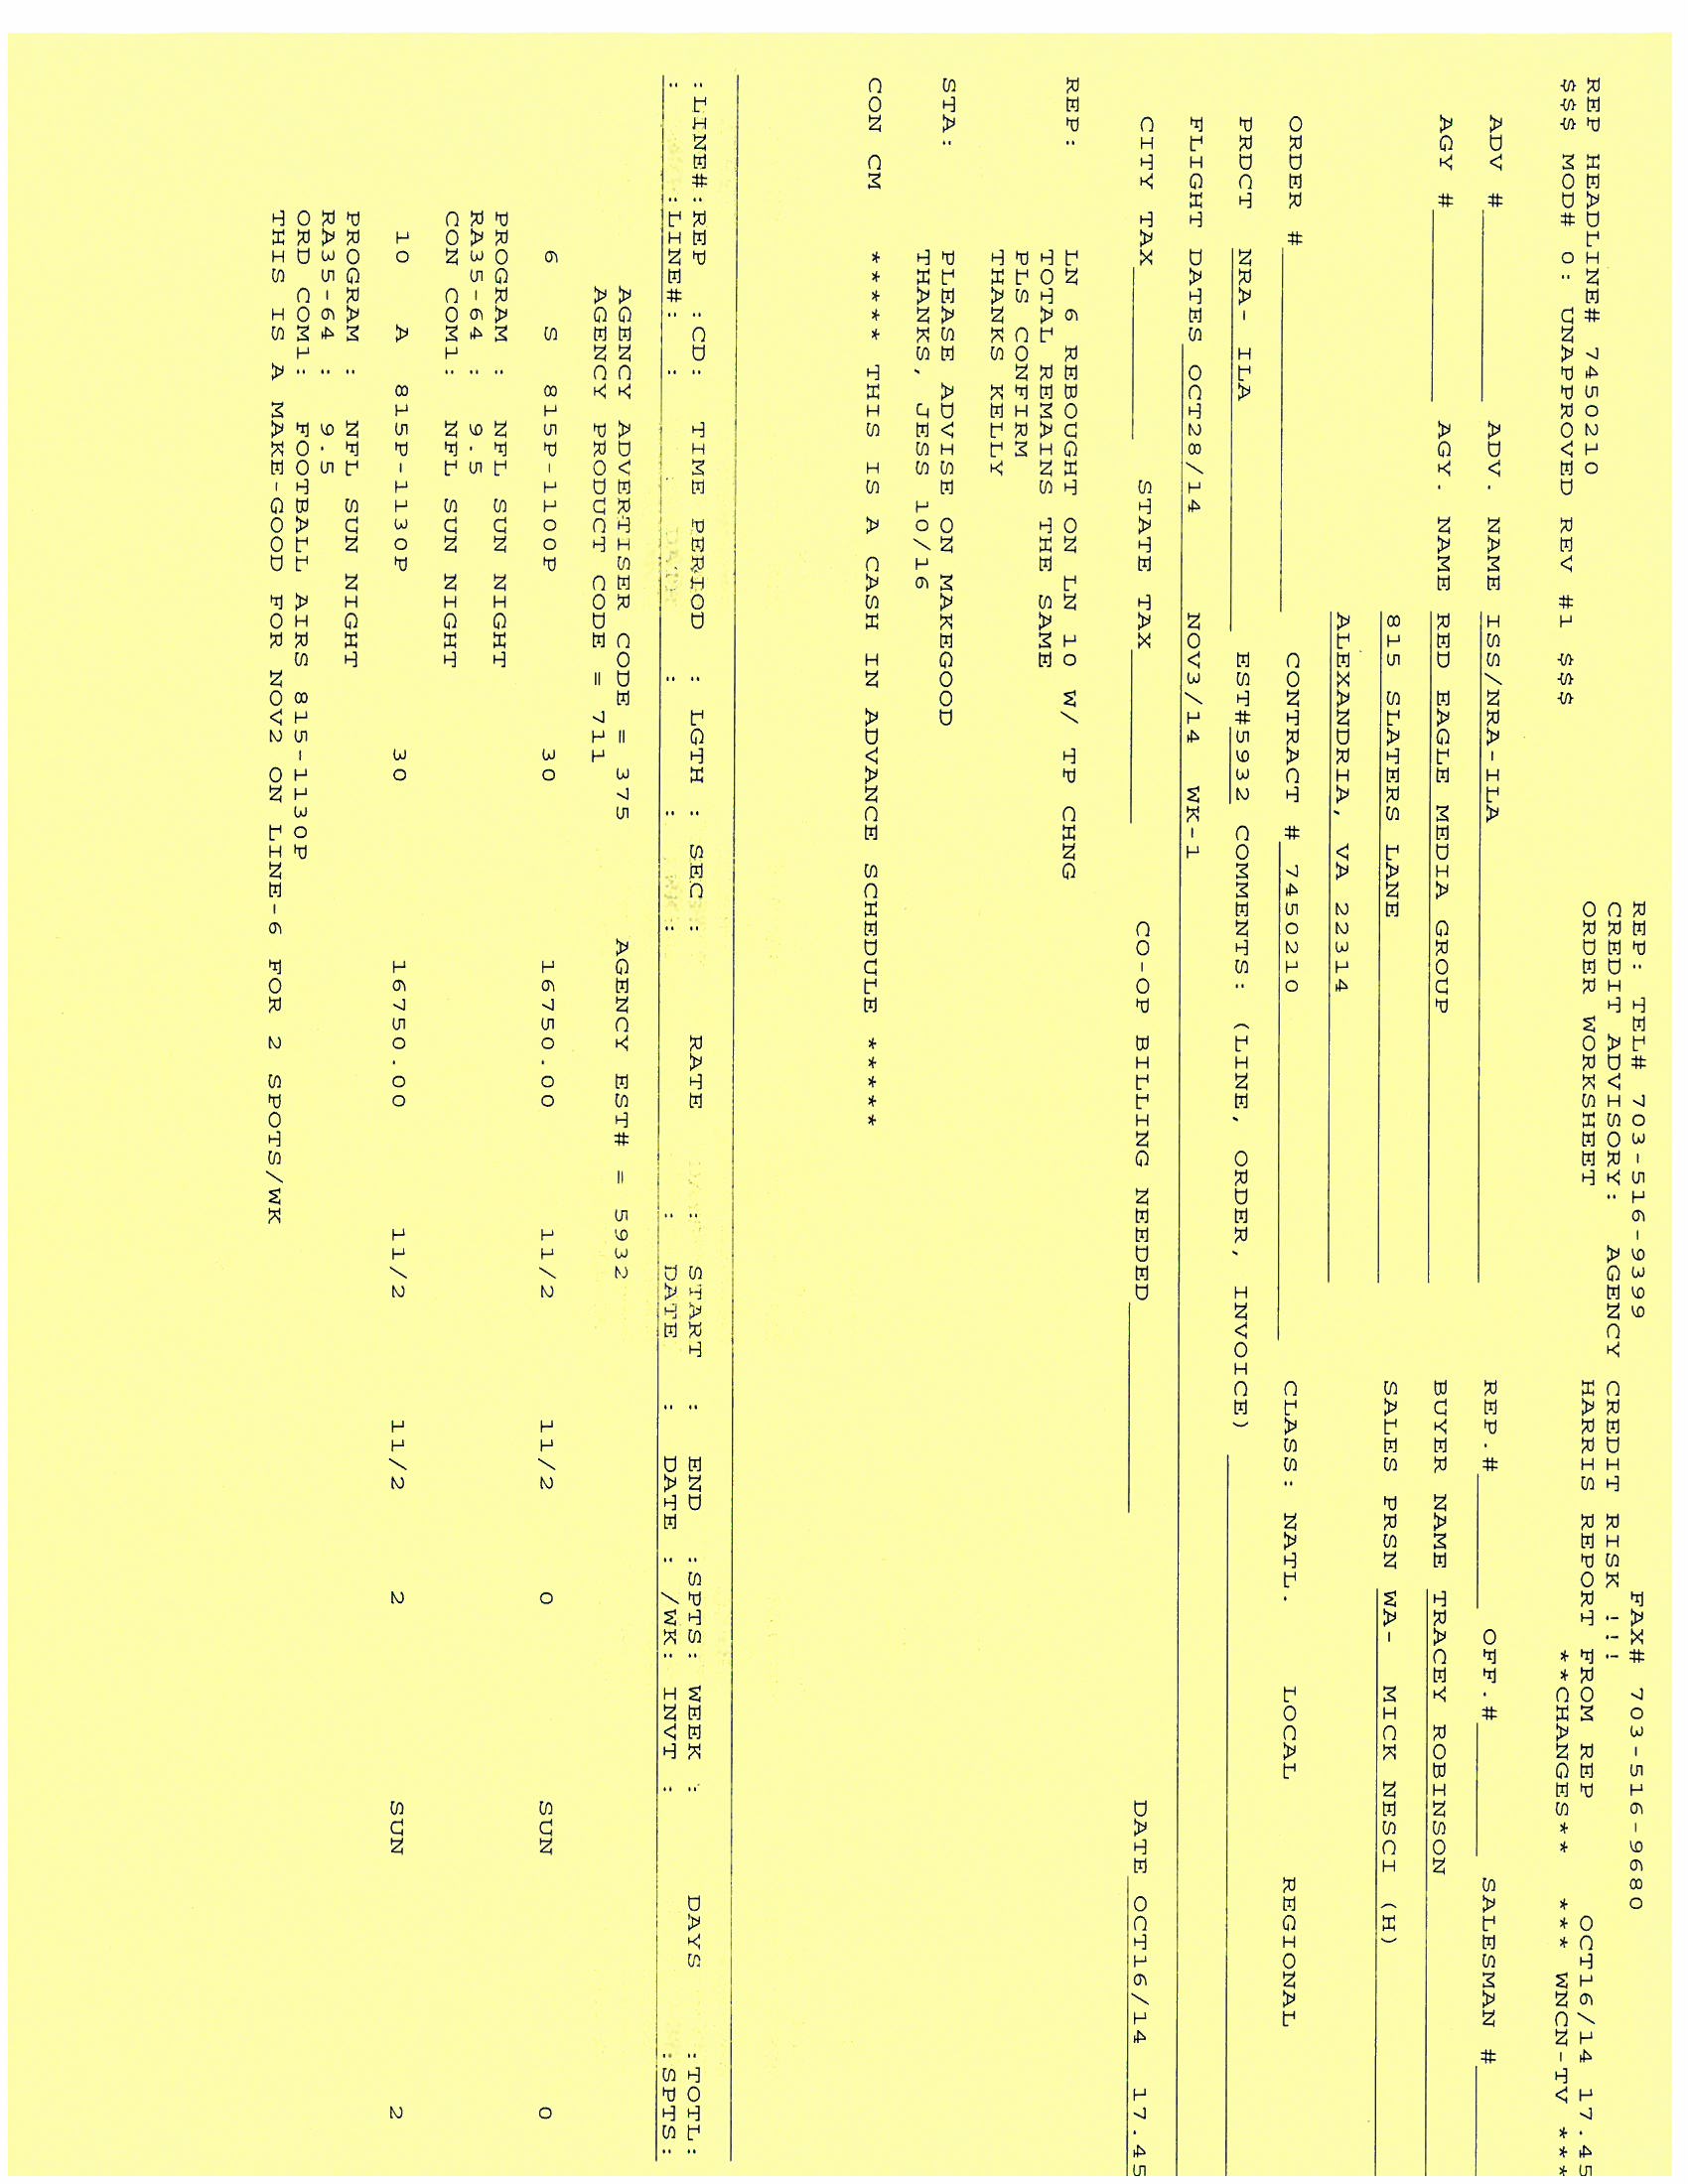 REP: TEL# 703-516-9399 FAX# 703-516-9680
CREDIT ADVISORY: AGENCY CREDIT RISK !!!
REP HEADLINE# 7450210 ORDER WORKSHEET HARRIS REPORT FROM REP OCT16/14 17.45
$$$ MOD# 0: UNAPPROVED REV #1 $$$ **CHANGES** *** WNCN-TV ***
ADV #________ ADV. NAME ISS/NRA-ILA REP.#________ OFF.#________ SALESMAN #________
AGY #________ AGY. NAME RED EAGLE MEDIA GROUP BUYER NAME TRACEY ROBINSON
815 SLATERS LANE SALES PRSN WA- MICK NESCI (H)
ALEXANDRIA, VA 22314
ORDER #________ CONTRACT # 7450210 CLASS: NATL. LOCAL REGIONAL
PRDCT NRA- ILA EST#5932 COMMENTS: (LINE, ORDER, INVOICE)
FLIGHT DATES OCT28/14 NOV3/14 WK-1
CITY TAX________ STATE TAX________ CO-OP BILLING NEEDED________ DATE OCT16/14 17.45
REP: LN 6 REBOUGHT ON LN 10 W/ TP CHNG
TOTAL REMAINS THE SAME
PLS CONFIRM
THANKS KELLY
STA: PLEASE ADVISE ON MAKEGOOD
THANKS, JESS 10/16
CON CM ***** THIS IS A CASH IN ADVANCE SCHEDULE *****
:LINE#:REP :CD: TIME PERIOD : LGTH : SEC : RATE : START : END :SPTS: WEEK : DAYS :TOTL:
: :LINE#: : : : : : DATE : DATE : /WK: INVT : :SPTS:
AGENCY ADVERTISER CODE = 375 AGENCY EST# = 5932
AGENCY PRODUCT CODE = 711
6 S 815P-1100P 30 16750.00 11/2 11/2 0 SUN 0
PROGRAM : NFL SUN NIGHT
RA35-64 : 9.5
CON COM1: NFL SUN NIGHT
10 A 815P-1130P 30 16750.00 11/2 11/2 2 SUN 2
PROGRAM : NFL SUN NIGHT
RA35-64 : 9.5
ORD COM1: FOOTBALL AIRS 815-1130P
THIS IS A MAKE-GOOD FOR NOV2 ON LINE-6 FOR 2 SPOTS/WK